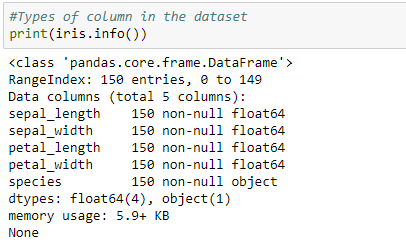 #Types of column in the dataset
print(iris.info())
<class 'pandas.core.frame.DataFrame'>
RangeIndex: 150 entries, 0 to 149
Data columns (total 5 columns):
sepal_length    150 non-null float64
sepal_width     150 non-null float64
petal_length    150 non-null float64
petal_width     150 non-null float64
species         150 non-null object
dtypes: float64(4), object(1)
memory usage: 5.9+ KB
None